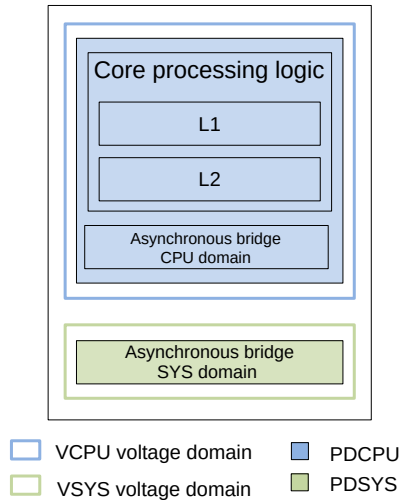 Core processing logic
L1
L2
Asynchronous bridge
CPU domain
Asynchronous bridge
SYS domain
VCPU voltage domain
PDCPU
VSYS voltage domain
PDSYS